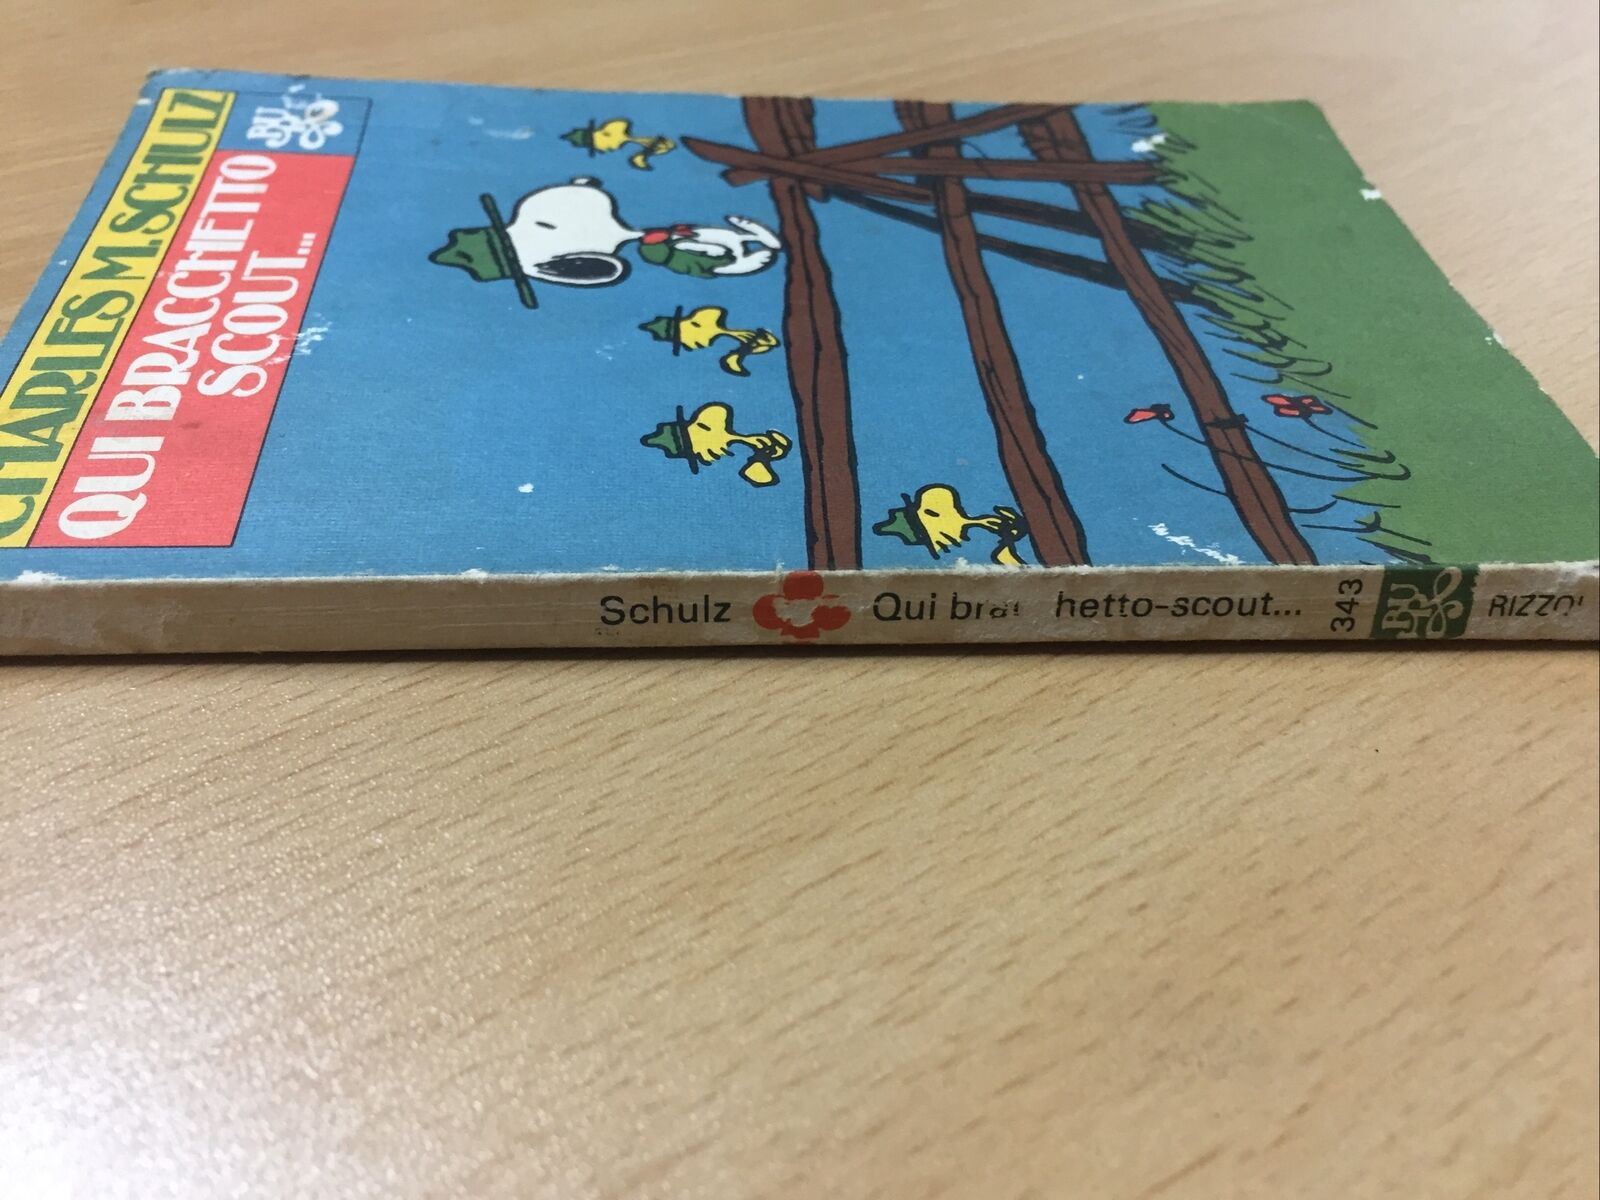 CHARLES M. SCHULZ
QUI BRACCHETTO
SCOUT...
BUR
Schulz
Qui bra hetto-scout...
343
BUR
RIZZO